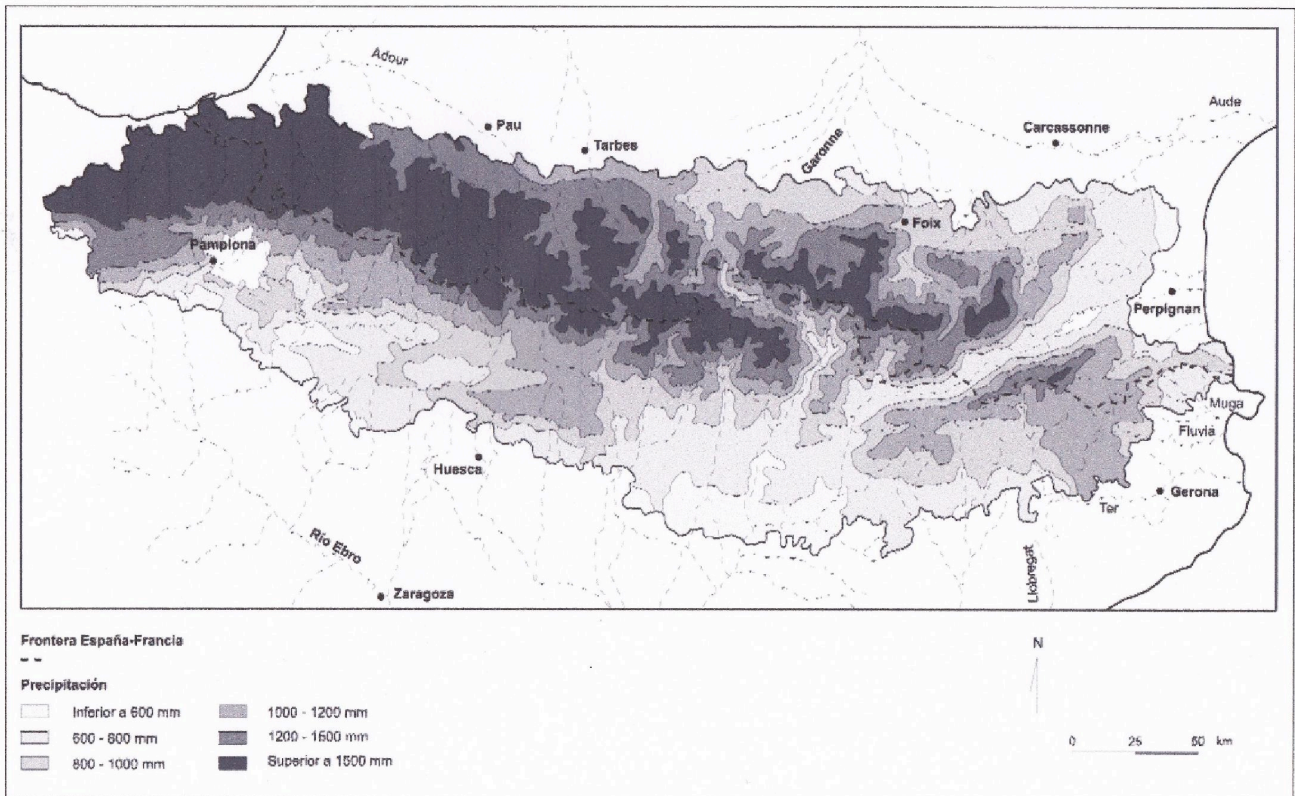 Adour
Aude
Pau
Carcassonne
Tarbes
Garonne
Foix
Pamplona
Perpignan
Muga
Fluvia
Huesca
Gerona
Ter
Río Ebro
Llobregat
Zaragoza
Frontera España-Francia
N
Precipitación
Inferior a 600 mm
600 - 800 mm
800 - 1000 mm
1000 - 1200 mm
1200 - 1500 mm
Superior a 1500 mm
0 25 50 km